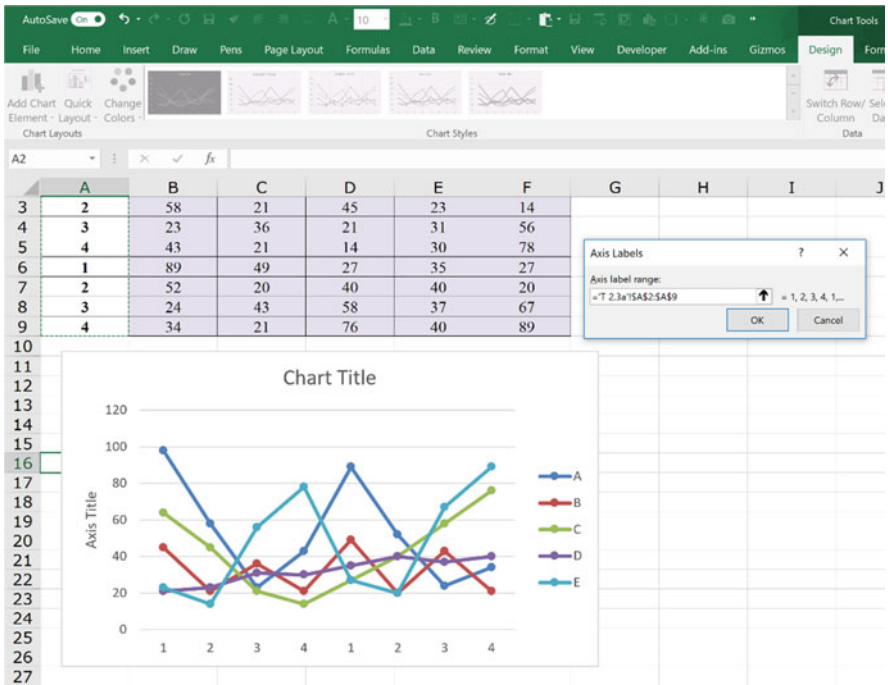 AutoSave On 10 Chart Tools
File Home Insert Draw Pens Page Layout Formulas Data Review Format View Developer Add-ins Gizmos Design
Add Chart Quick Change Switch Row/
Element Layout Colors Column
Chart Layouts Chart Styles Data
A2 fx
A B C D E F G H I J
3 2 58 21 45 23 14
4 3 23 36 21 31 56
5 4 43 21 14 30 78
6 1 89 49 27 35 27
7 2 52 20 40 40 20
8 3 24 43 58 37 67
9 4 34 21 76 40 89
10
11
12
13
14
15
16
17
18
19
20
21
22
23
24
25
26
27
Axis Labels ? X
Axis label range:
='T 2.3a'!$A$2:$A$9 = 1, 2, 3, 4, 1,...
OK Cancel
Chart Title
120
100
80
60
40
20
0
Axis Title
1 2 3 4 1 2 3 4
A
B
C
D
E